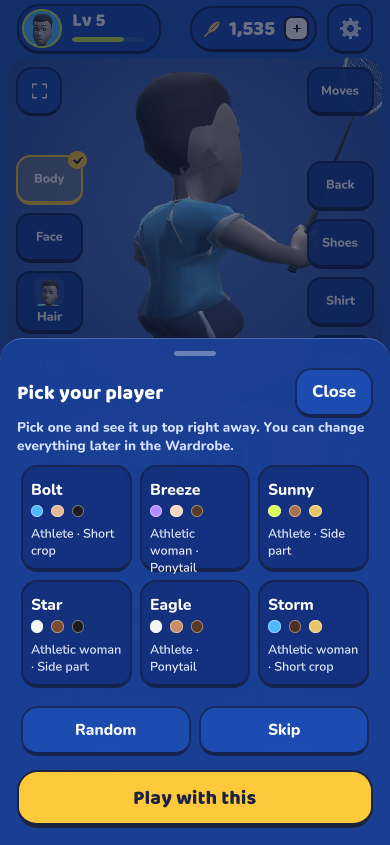 Lv 5
1,535
+
Moves
Body
Back
Face
Shoes
Hair
Shirt
Pick your player
Close
Pick one and see it up top right away. You can change
everything later in the Wardrobe.
Bolt
Athlete · Short
crop
Breeze
Athletic
woman ·
Ponytail
Sunny
Athlete · Side
part
Star
Athletic woman
· Side part
Eagle
Athlete ·
Ponytail
Storm
Athletic woman
· Short crop
Random
Skip
Play with this